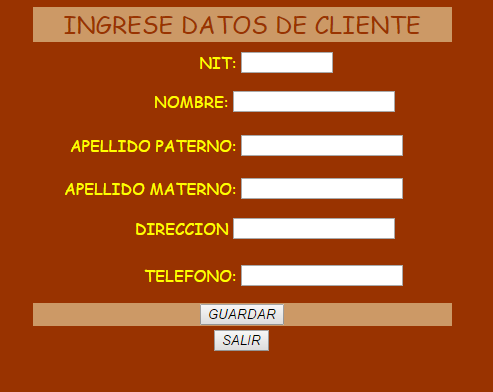 INGRESE DATOS DE CLIENTE
NIT:
NOMBRE:
APELLIDO PATERNO:
APELLIDO MATERNO:
DIRECCION
TELEFONO:
GUARDAR
SALIR